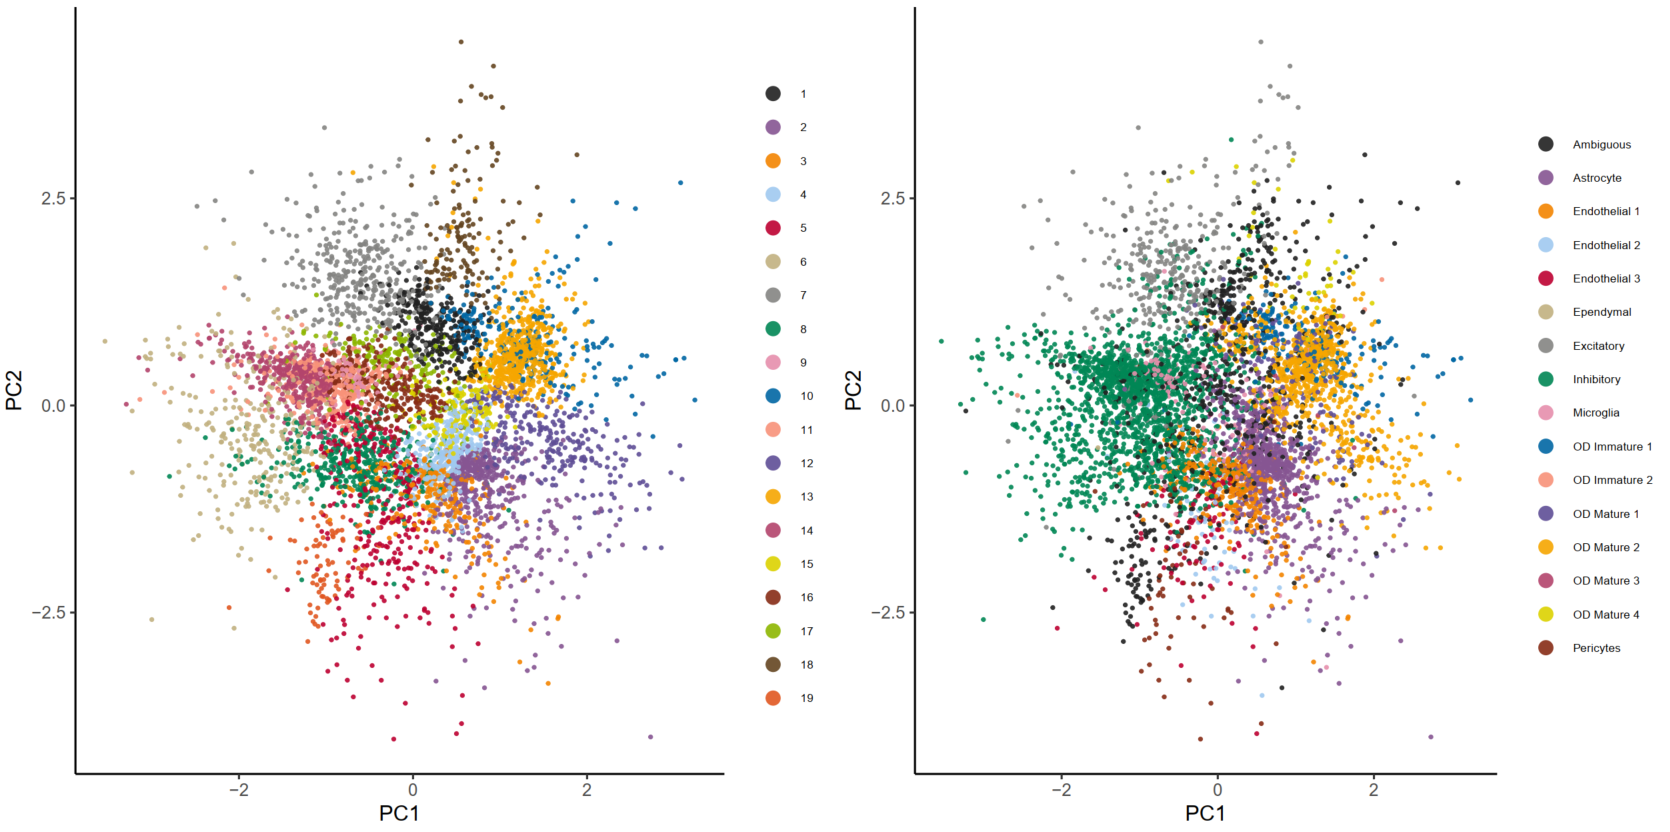 PC2
2.5
0.0
−2.5
−2
0
2
PC1
1
2
3
4
5
6
7
8
9
10
11
12
13
14
15
16
17
18
19
PC2
2.5
0.0
−2.5
−2
0
2
PC1
Ambiguous
Astrocyte
Endothelial 1
Endothelial 2
Endothelial 3
Ependymal
Excitatory
Inhibitory
Microglia
OD Immature 1
OD Immature 2
OD Mature 1
OD Mature 2
OD Mature 3
OD Mature 4
Pericytes